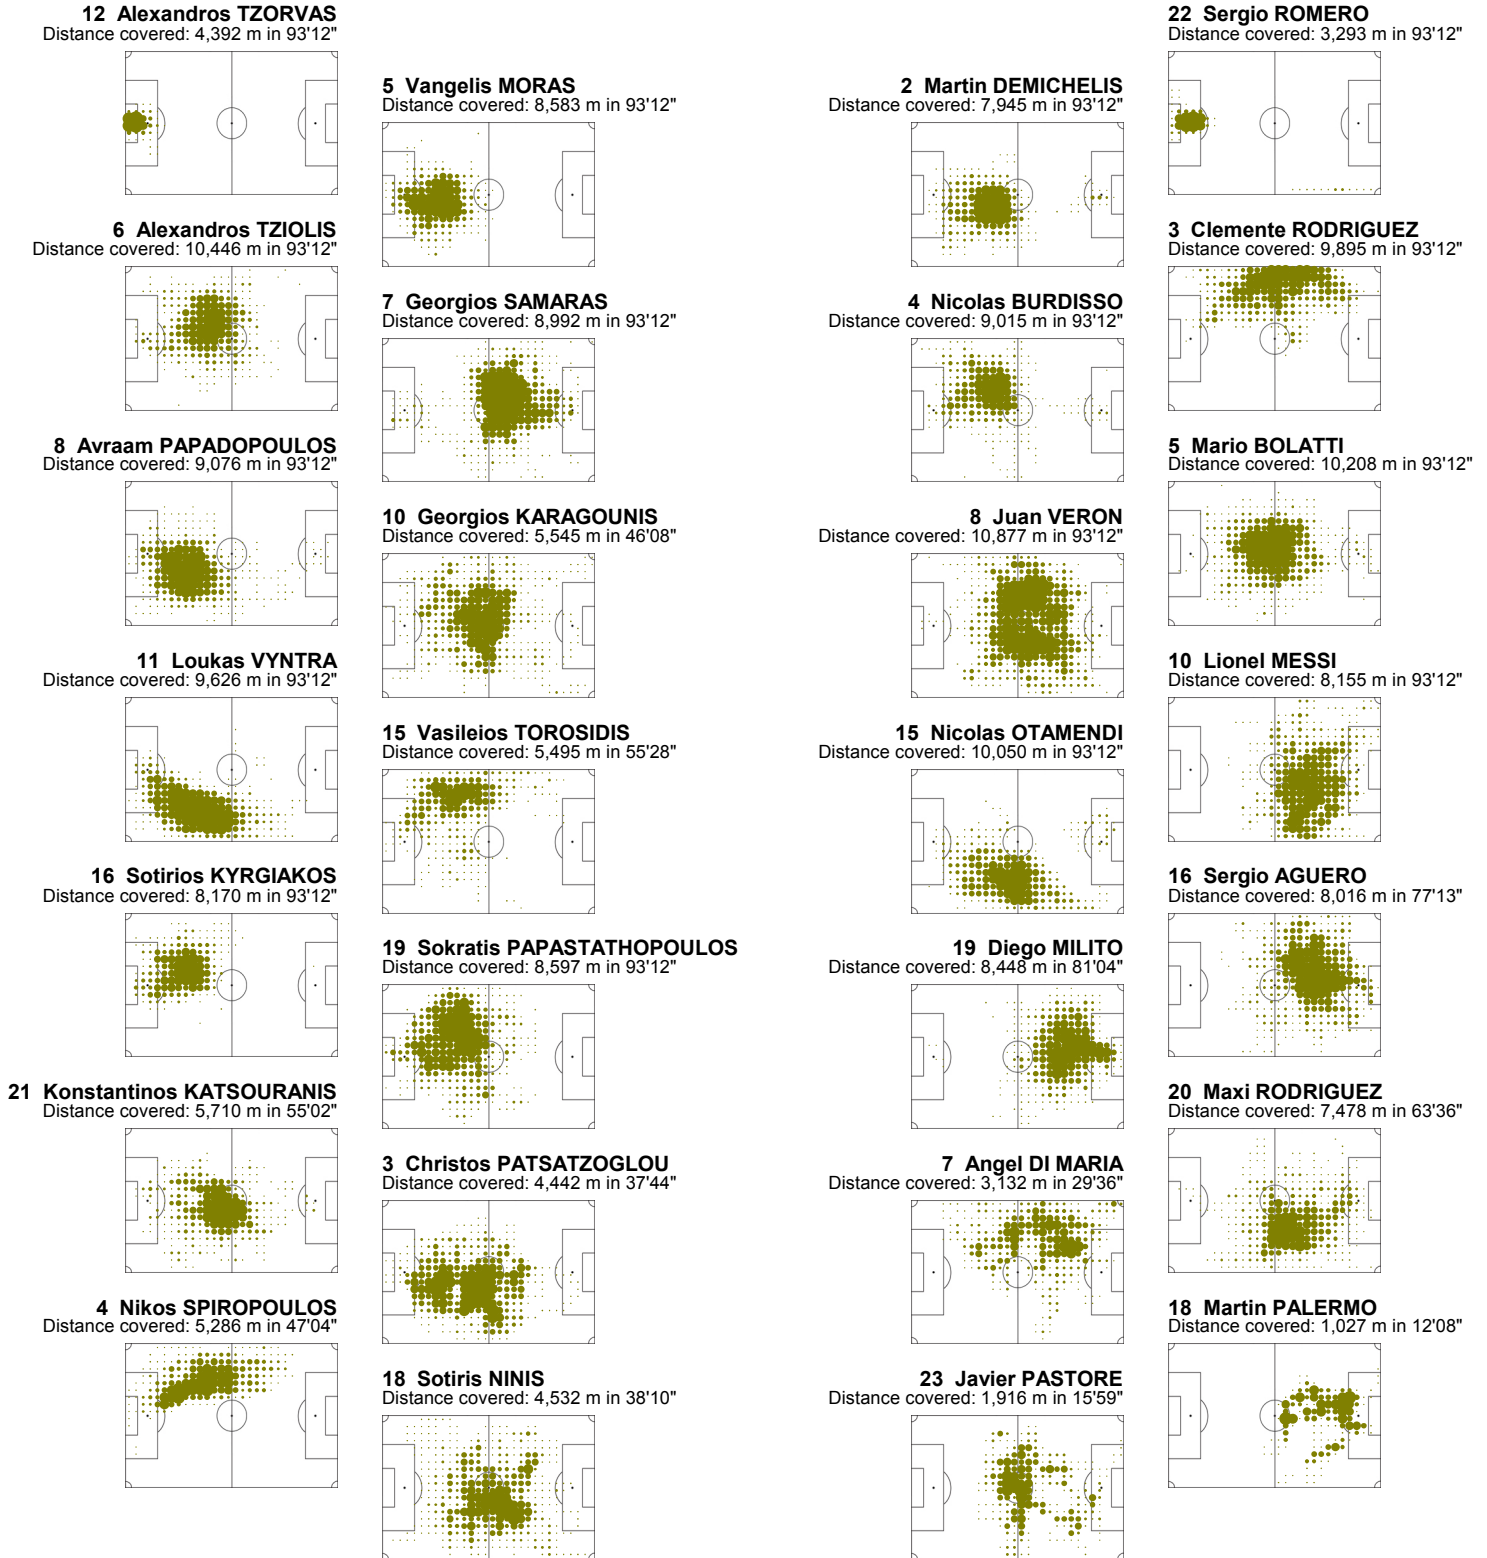 12 Alexandros TZORVAS
Distance covered: 4,392 m in 93'12"
22 Sergio ROMERO
Distance covered: 3,293 m in 93'12"
5 Vangelis MORAS
Distance covered: 8,583 m in 93'12"
2 Martin DEMICHELIS
Distance covered: 7,945 m in 93'12"
6 Alexandros TZIOLIS
Distance covered: 10,446 m in 93'12"
3 Clemente RODRIGUEZ
Distance covered: 9,895 m in 93'12"
7 Georgios SAMARAS
Distance covered: 8,992 m in 93'12"
4 Nicolas BURDISSO
Distance covered: 9,015 m in 93'12"
8 Avraam PAPADOPOULOS
Distance covered: 9,076 m in 93'12"
5 Mario BOLATTI
Distance covered: 10,208 m in 93'12"
10 Georgios KARAGOUNIS
Distance covered: 5,545 m in 46'08"
8 Juan VERON
Distance covered: 10,877 m in 93'12"
11 Loukas VYNTRA
Distance covered: 9,626 m in 93'12"
10 Lionel MESSI
Distance covered: 8,155 m in 93'12"
15 Vasileios TOROSIDIS
Distance covered: 5,495 m in 55'28"
15 Nicolas OTAMENDI
Distance covered: 10,050 m in 93'12"
16 Sotirios KYRGIAKOS
Distance covered: 8,170 m in 93'12"
16 Sergio AGUERO
Distance covered: 8,016 m in 77'13"
19 Sokratis PAPASTATHOPOULOS
Distance covered: 8,597 m in 93'12"
19 Diego MILITO
Distance covered: 8,448 m in 81'04"
21 Konstantinos KATSOURANIS
Distance covered: 5,710 m in 55'02"
20 Maxi RODRIGUEZ
Distance covered: 7,478 m in 63'36"
3 Christos PATSATZOGLOU
Distance covered: 4,442 m in 37'44"
7 Angel DI MARIA
Distance covered: 3,132 m in 29'36"
4 Nikos SPIROPOULOS
Distance covered: 5,286 m in 47'04"
18 Martin PALERMO
Distance covered: 1,027 m in 12'08"
18 Sotiris NINIS
Distance covered: 4,532 m in 38'10"
23 Javier PASTORE
Distance covered: 1,916 m in 15'59"